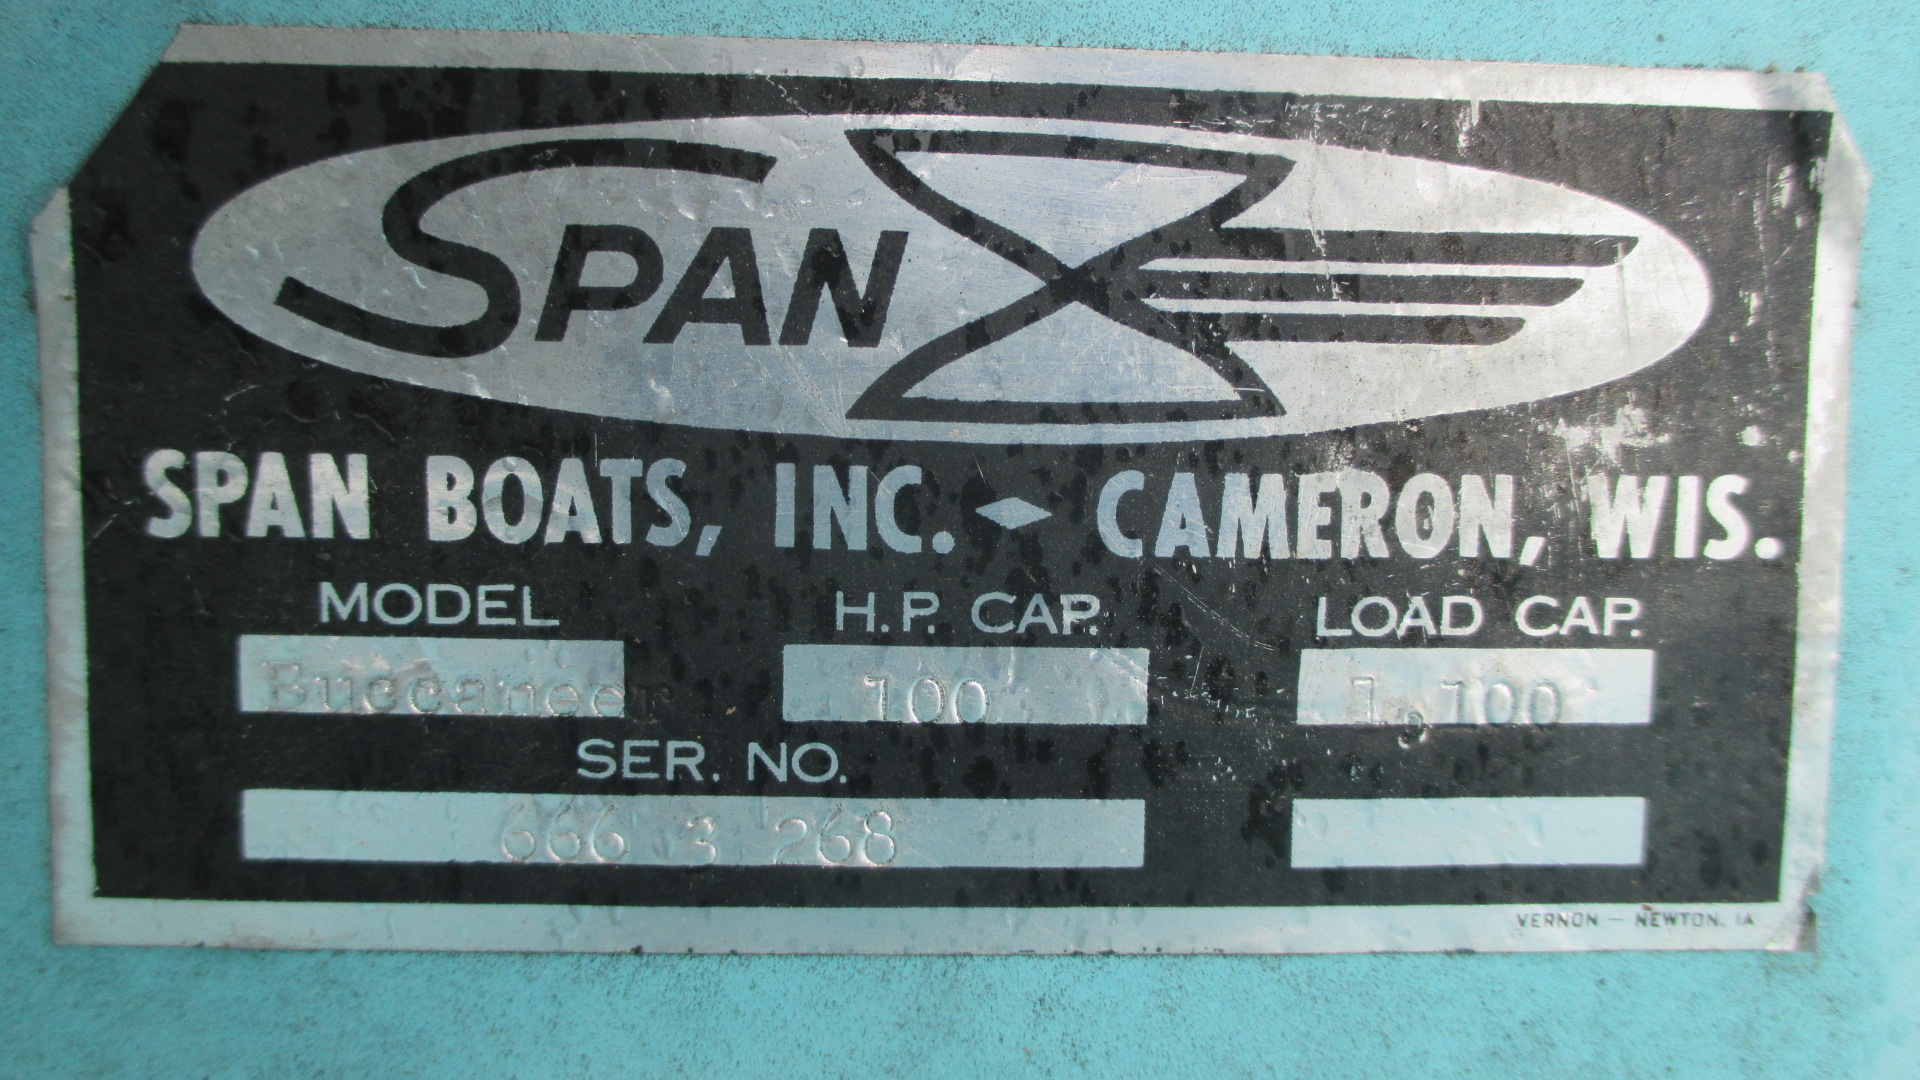 SPAN
SPAN BOATS, INC. CAMERON, WIS.
MODEL H.P. CAP. LOAD CAP.
Buccaneer 100 1,100
SER. NO.
666 3 268
VERNON — NEWTON, IA